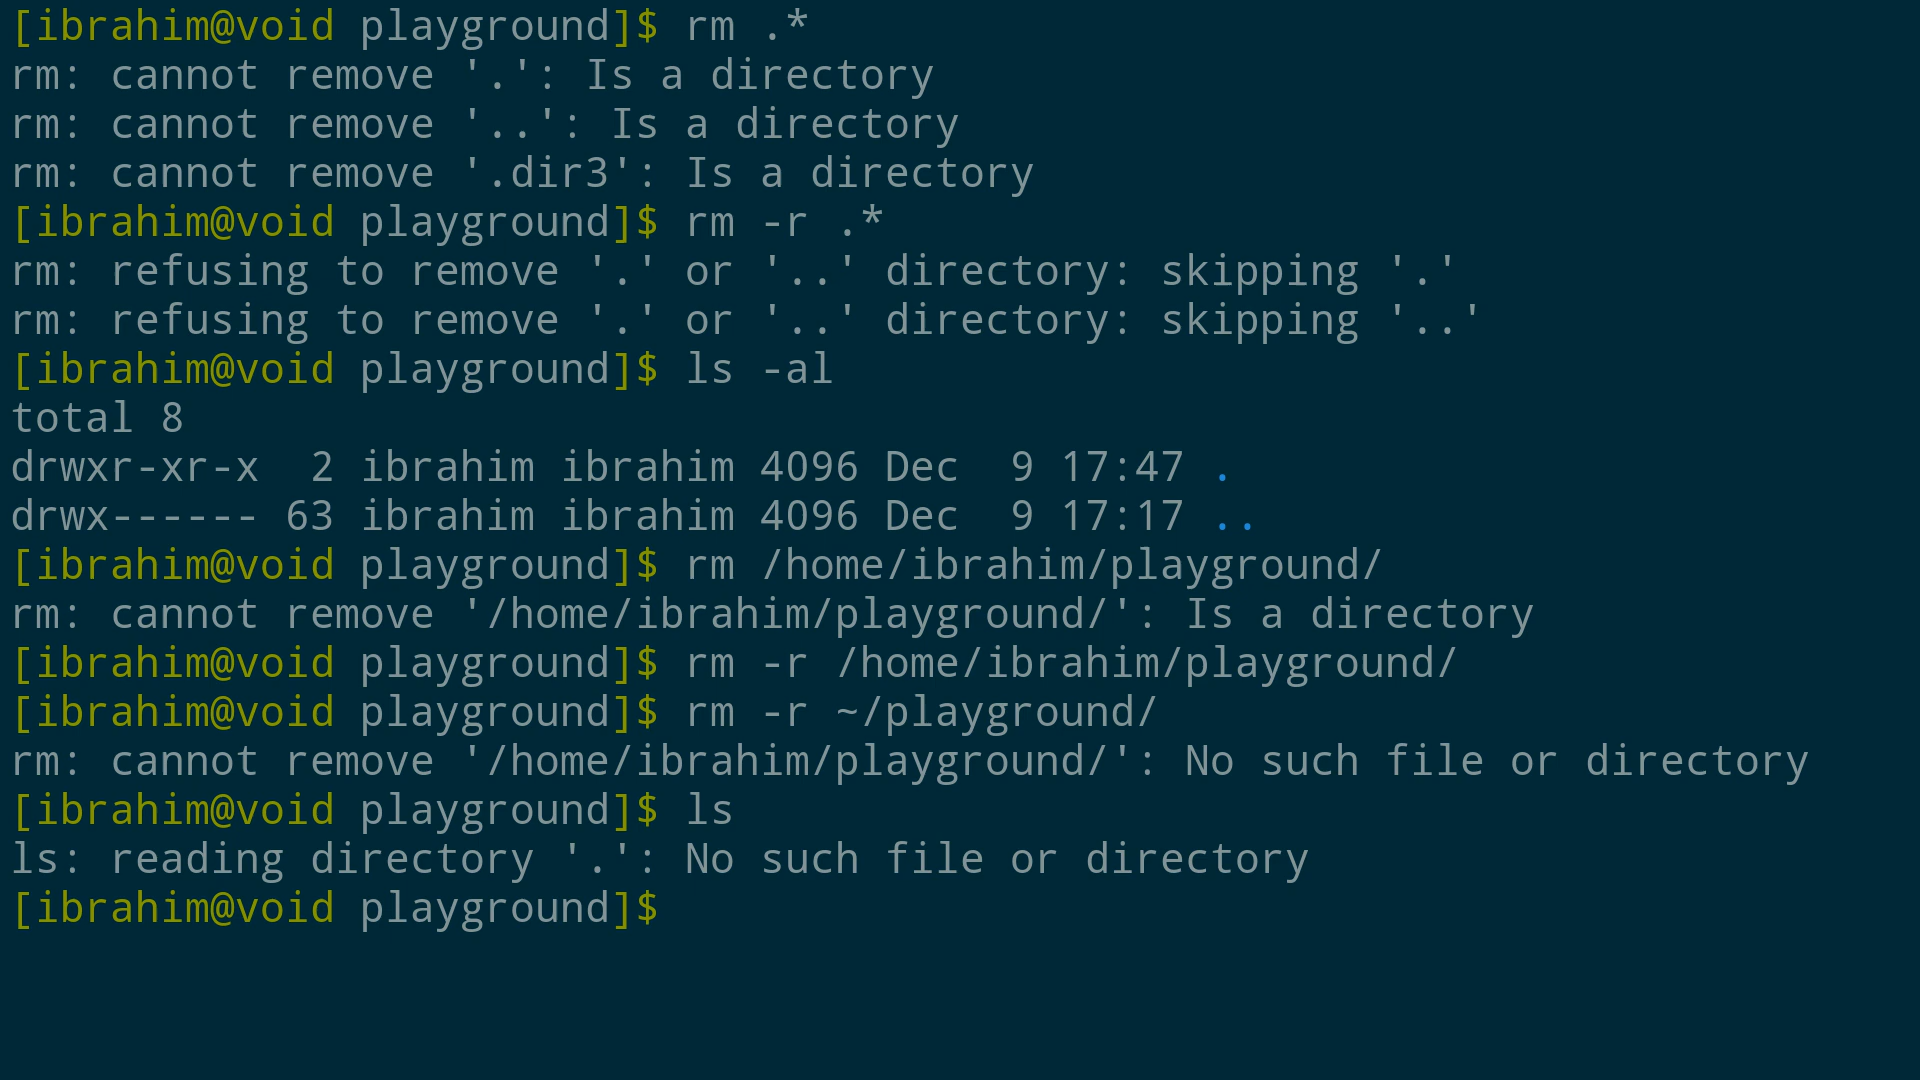 [ibrahim@void playground]$ rm .*
rm: cannot remove '.': Is a directory
rm: cannot remove '..': Is a directory
rm: cannot remove '.dir3': Is a directory
[ibrahim@void playground]$ rm -r .*
rm: refusing to remove '.' or '..' directory: skipping '.'
rm: refusing to remove '.' or '..' directory: skipping '..'
[ibrahim@void playground]$ ls -al
total 8
drwxr-xr-x  2 ibrahim ibrahim 4096 Dec  9 17:47 .
drwx------ 63 ibrahim ibrahim 4096 Dec  9 17:17 ..
[ibrahim@void playground]$ rm /home/ibrahim/playground/
rm: cannot remove '/home/ibrahim/playground/': Is a directory
[ibrahim@void playground]$ rm -r /home/ibrahim/playground/
[ibrahim@void playground]$ rm -r ~/playground/
rm: cannot remove '/home/ibrahim/playground/': No such file or directory
[ibrahim@void playground]$ ls
ls: reading directory '.': No such file or directory
[ibrahim@void playground]$